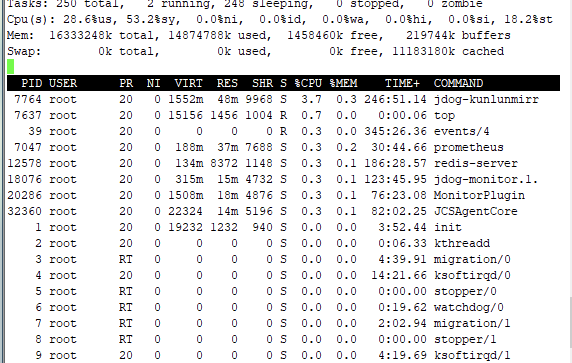 Tasks: 250 total,   2 running, 248 sleeping,   0 stopped,   0 zombie
Cpu(s): 28.6%us, 53.2%sy,  0.0%ni,  0.0%id,  0.0%wa,  0.0%hi,  0.0%si, 18.2%st
Mem:  16333248k total, 14874788k used,  1458460k free,   219744k buffers
Swap:        0k total,        0k used,        0k free, 11183180k cached
PID USER      PR  NI  VIRT  RES  SHR S %CPU %MEM    TIME+  COMMAND
7764 root      20   0 1552m  48m 9968 S  3.7  0.3 246:51.14 jdog-kunlunmirr
7637 root      20   0 15156 1456 1004 R  0.7  0.0   0:00.06 top
39 root      20   0     0    0    0 R  0.3  0.0 345:26.36 events/4
7047 root      20   0  188m  37m 7688 S  0.3  0.2  30:44.66 prometheus
12578 root      20   0  134m 8372 1148 S  0.3  0.1 186:28.57 redis-server
18076 root      20   0  315m  15m 4732 S  0.3  0.1 123:45.95 jdog-monitor.1.
20286 root      20   0 1508m  18m 4876 S  0.3  0.1  76:23.08 MonitorPlugin
32360 root      20   0 22324  14m 5196 S  0.3  0.1  82:02.25 JCSAgentCore
1 root      20   0 19232 1232  940 S  0.0  0.0   3:52.44 init
2 root      20   0     0    0    0 S  0.0  0.0   0:06.33 kthreadd
3 root      RT   0     0    0    0 S  0.0  0.0   4:39.91 migration/0
4 root      20   0     0    0    0 S  0.0  0.0  14:21.66 ksoftirqd/0
5 root      RT   0     0    0    0 S  0.0  0.0   0:00.00 stopper/0
6 root      RT   0     0    0    0 S  0.0  0.0   0:19.62 watchdog/0
7 root      RT   0     0    0    0 S  0.0  0.0   2:02.94 migration/1
8 root      RT   0     0    0    0 S  0.0  0.0   0:00.00 stopper/1
9 root      20   0     0    0    0 S  0.0  0.0   4:19.69 ksoftirqd/1